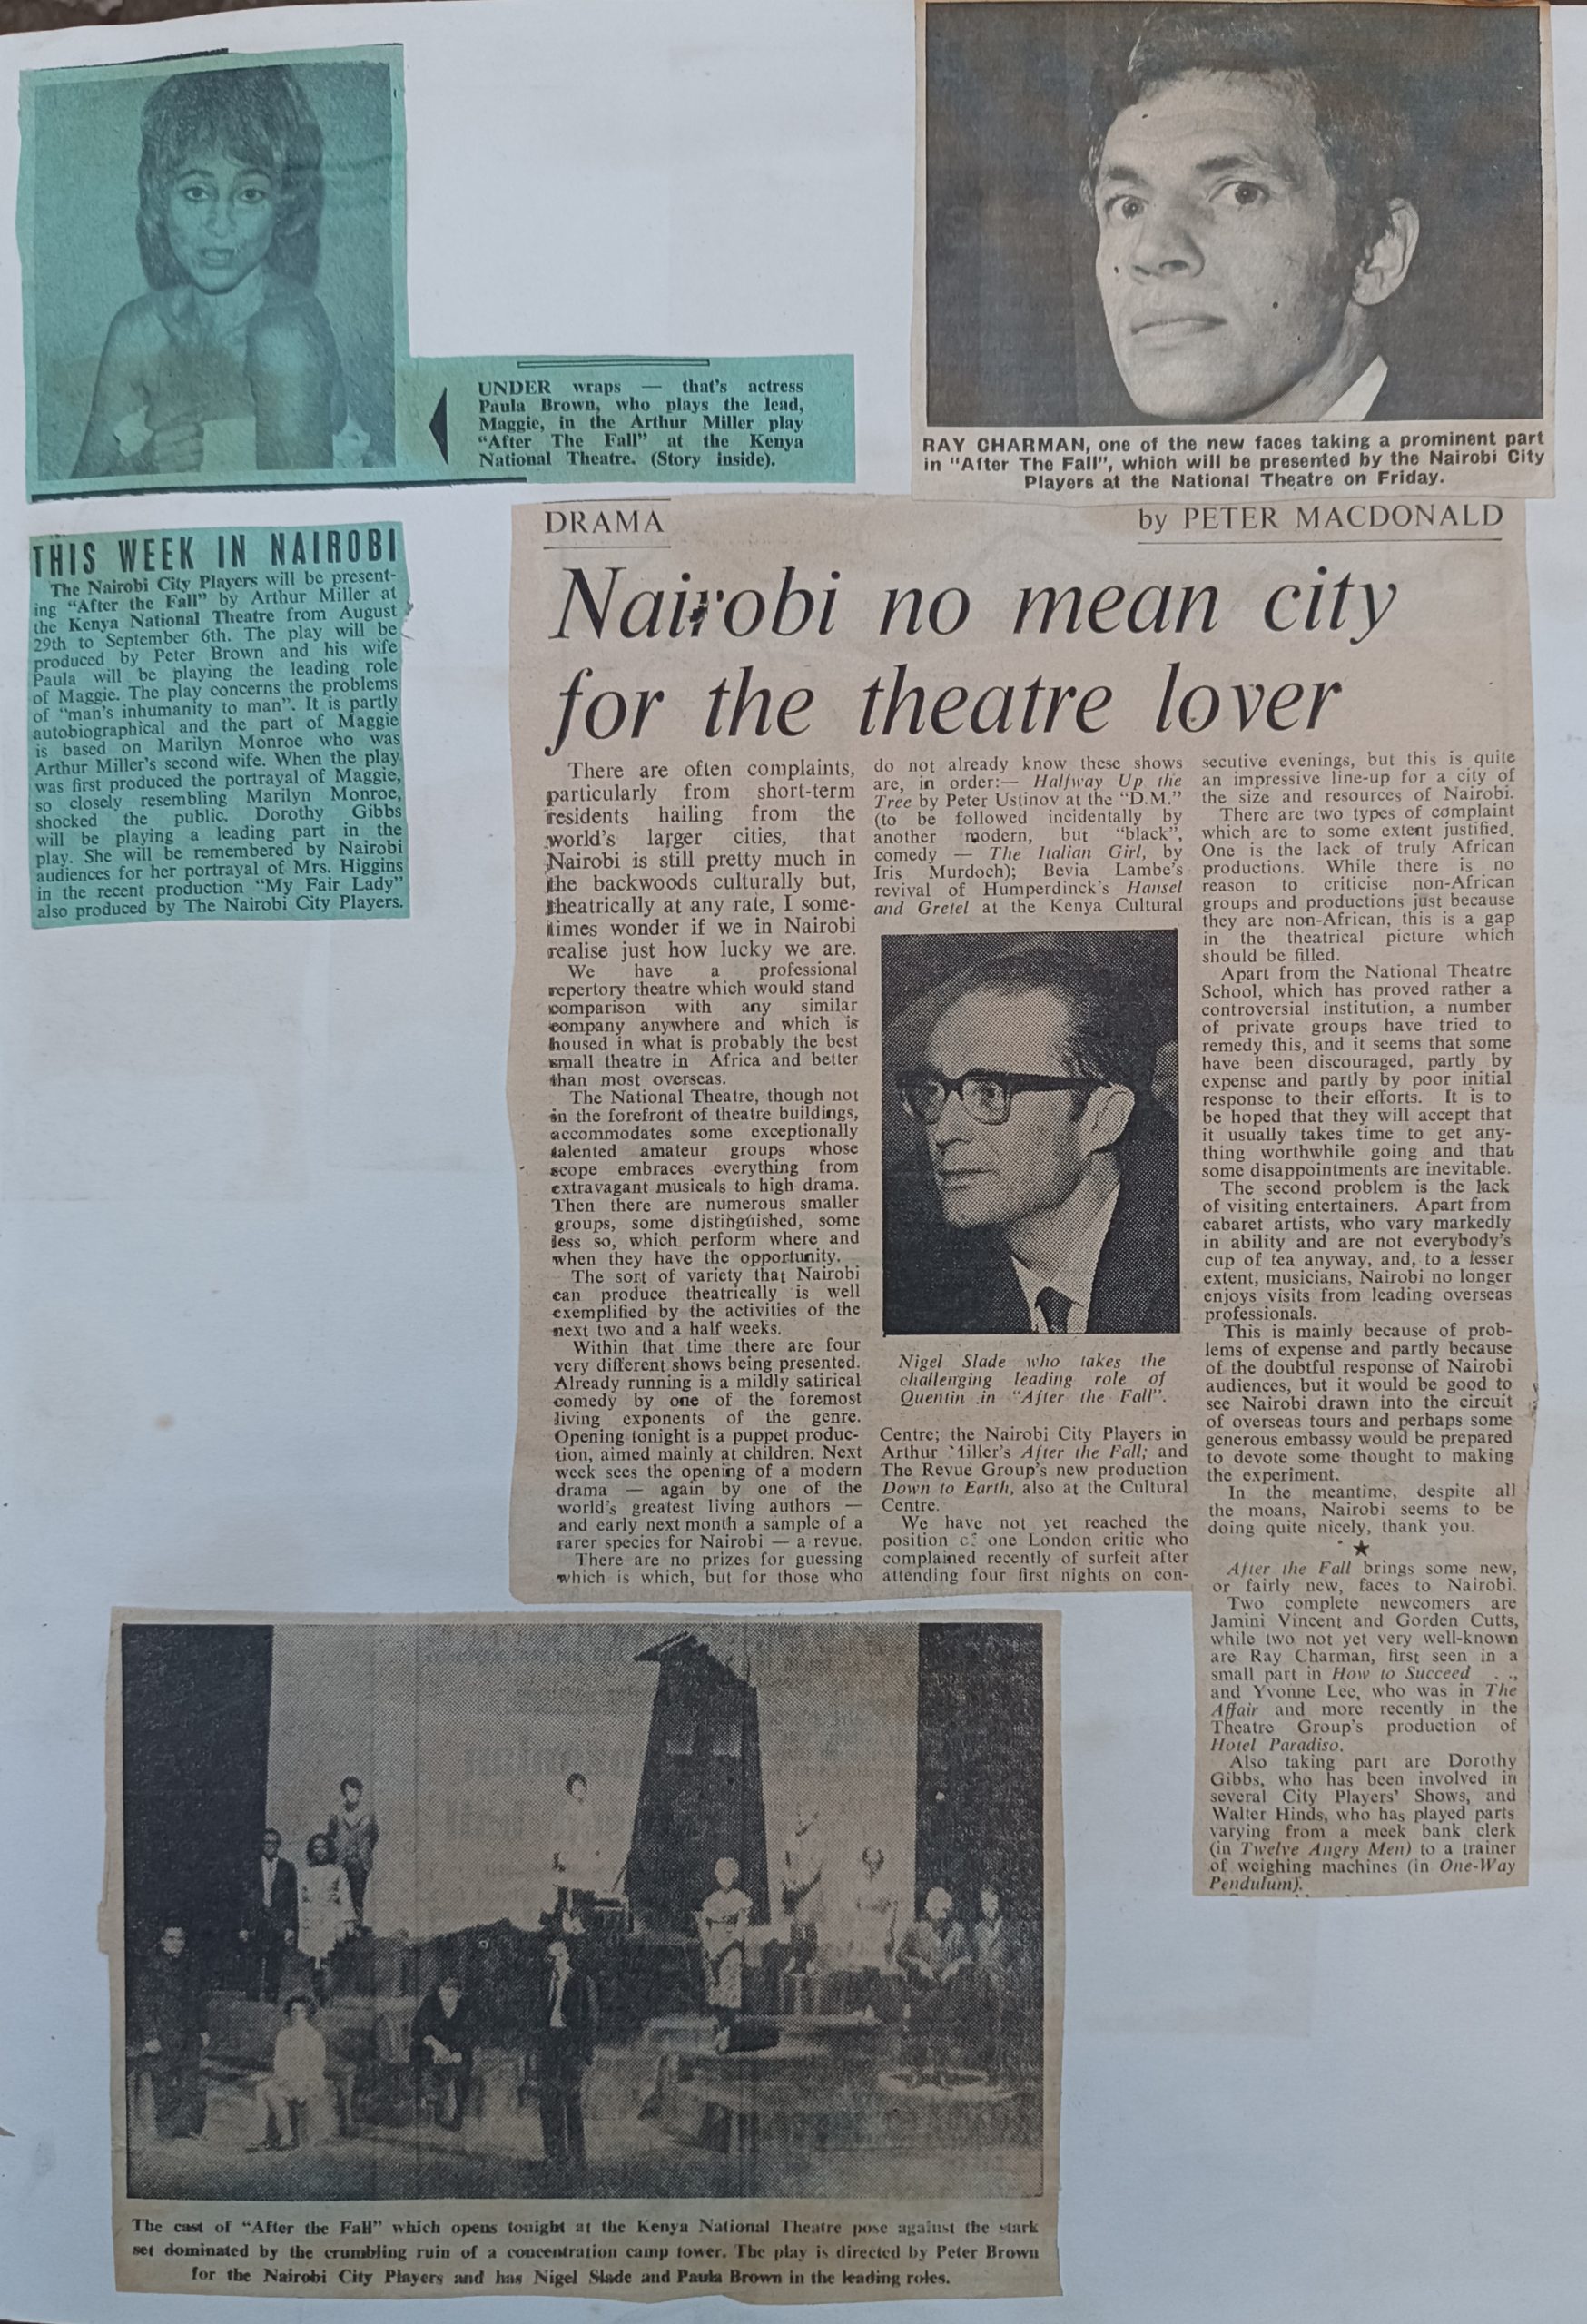 UNDER wraps — that's actress
Paula Brown, who plays the lead,
Maggie, in the Arthur Miller play
"After The Fall" at the Kenya
National Theatre. (Story inside).
RAY CHARMAN, one of the new faces taking a prominent part
in "After The Fall", which will be presented by the Nairobi City
Players at the National Theatre on Friday.
THIS WEEK IN NAIROBI
The Nairobi City Players will be present-
ing "After the Fall" by Arthur Miller at
the Kenya National Theatre from August
29th to September 6th. The play will be
produced by Peter Brown and his wife
Paula will be playing the leading role
of Maggie. The play concerns the problems
of "man's inhumanity to man". It is partly
autobiographical and the part of Maggie
is based on Marilyn Monroe who was
Arthur Miller's second wife. When the play
was first produced the portrayal of Maggie,
so closely resembling Marilyn Monroe,
shocked the public. Dorothy Gibbs
will be playing a leading part in the
play. She will be remembered by Nairobi
audiences for her portrayal of Mrs. Higgins
in the recent production "My Fair Lady"
also produced by The Nairobi City Players.
DRAMA
by PETER MACDONALD
Nairobi no mean city
for the theatre lover
There are often complaints,
particularly from short-term
residents hailing from the
world's larger cities, that
Nairobi is still pretty much in
the backwoods culturally but,
theatrically at any rate, I some-
times wonder if we in Nairobi
realise just how lucky we are.
We have a professional
repertory theatre which would stand
comparison with any similar
company anywhere and which is
housed in what is probably the best
small theatre in Africa and better
than most overseas.
The National Theatre, though not
in the forefront of theatre buildings,
accommodates some exceptionally
talented amateur groups whose
scope embraces everything from
extravagant musicals to high drama.
Then there are numerous smaller
groups, some distinguished, some
less so, which perform where and
when they have the opportunity.
The sort of variety that Nairobi
can produce theatrically is well
exemplified by the activities of the
next two and a half weeks.
Within that time there are four
very different shows being presented.
Already running is a mildly satirical
comedy by one of the foremost
living exponents of the genre.
Opening tonight is a puppet produc-
tion, aimed mainly at children. Next
week sees the opening of a modern
drama — again by one of the
world's greatest living authors —
and early next month a sample of a
rarer species for Nairobi — a revue.
There are no prizes for guessing
which is which, but for those who
do not already know these shows
are, in order:— Halfway Up the
Tree by Peter Ustinov at the "D.M."
(to be followed incidentally by
another modern, but "black",
comedy — The Italian Girl, by
Iris Murdoch); Bevia Lambe's
revival of Humperdinck's Hansel
and Gretel at the Kenya Cultural
Nigel Slade who takes the
challenging leading role of
Quentin in "After the Fall".
Centre; the Nairobi City Players in
Arthur Miller's After the Fall; and
The Revue Group's new production
Down to Earth, also at the Cultural
Centre.
We have not yet reached the
position of one London critic who
complained recently of surfeit after
attending four first nights on con-
secutive evenings, but this is quite
an impressive line-up for a city of
the size and resources of Nairobi.
There are two types of complaint
which are to some extent justified.
One is the lack of truly African
productions. While there is no
reason to criticise non-African
groups and productions just because
they are non-African, this is a gap
in the theatrical picture which
should be filled.
Apart from the National Theatre
School, which has proved rather a
controversial institution, a number
of private groups have tried to
remedy this, and it seems that some
have been discouraged, partly by
expense and partly by poor initial
response to their efforts. It is to
be hoped that they will accept that
it usually takes time to get any-
thing worthwhile going and that
some disappointments are inevitable.
The second problem is the lack
of visiting entertainers. Apart from
cabaret artists, who vary markedly
in ability and are not everybody's
cup of tea anyway, and, to a lesser
extent, musicians, Nairobi no longer
enjoys visits from leading overseas
professionals.
This is mainly because of prob-
lems of expense and partly because
of the doubtful response of Nairobi
audiences, but it would be good to
see Nairobi drawn into the circuit
of overseas tours and perhaps some
generous embassy would be prepared
to devote some thought to making
the experiment.
In the meantime, despite all
the moans, Nairobi seems to be
doing quite nicely, thank you.
★
After the Fall brings some new,
or fairly new, faces to Nairobi.
Two complete newcomers are
Jamini Vincent and Gorden Cutts,
while two not yet very well-known
are Ray Charman, first seen in a
small part in How to Succeed . .,
and Yvonne Lee, who was in The
Affair and more recently in the
Theatre Group's production of
Hotel Paradiso.
Also taking part are Dorothy
Gibbs, who has been involved in
several City Players' Shows, and
Walter Hinds, who has played parts
varying from a meek bank clerk
(in Twelve Angry Men) to a trainer
of weighing machines (in One-Way
Pendulum).
The cast of "After the Fall" which opens tonight at the Kenya National Theatre pose against the stark
set dominated by the crumbling ruin of a concentration camp tower. The play is directed by Peter Brown
for the Nairobi City Players and has Nigel Slade and Paula Brown in the leading roles.